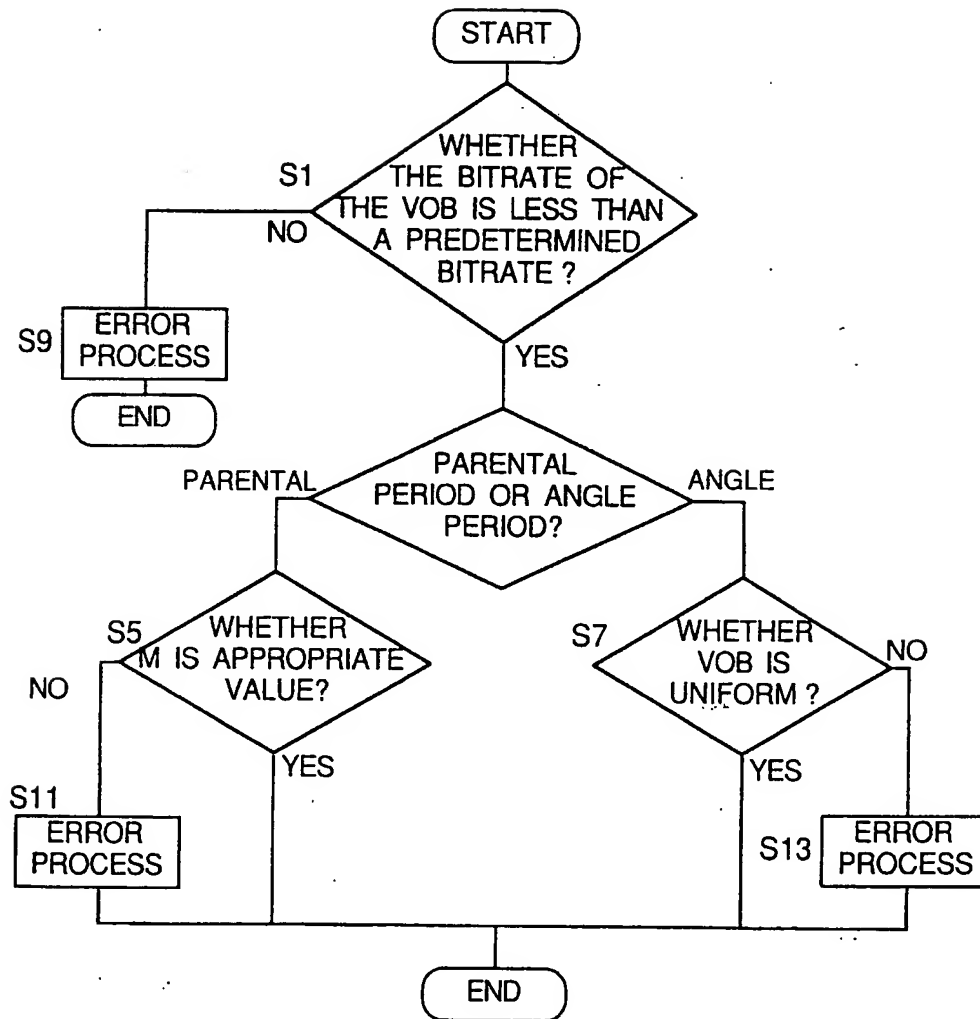 START
S1
WHETHER
THE BITRATE OF
THE VOB IS LESS THAN
A PREDETERMINED
BITRATE ?
NO
YES
S9
ERROR
PROCESS
END
PARENTAL
PARENTAL
PERIOD OR ANGLE
PERIOD?
ANGLE
S5
WHETHER
M IS APPROPRIATE
VALUE?
NO
YES
S7
WHETHER
VOB IS
UNIFORM ?
NO
YES
S11
ERROR
PROCESS
S13
ERROR
PROCESS
END